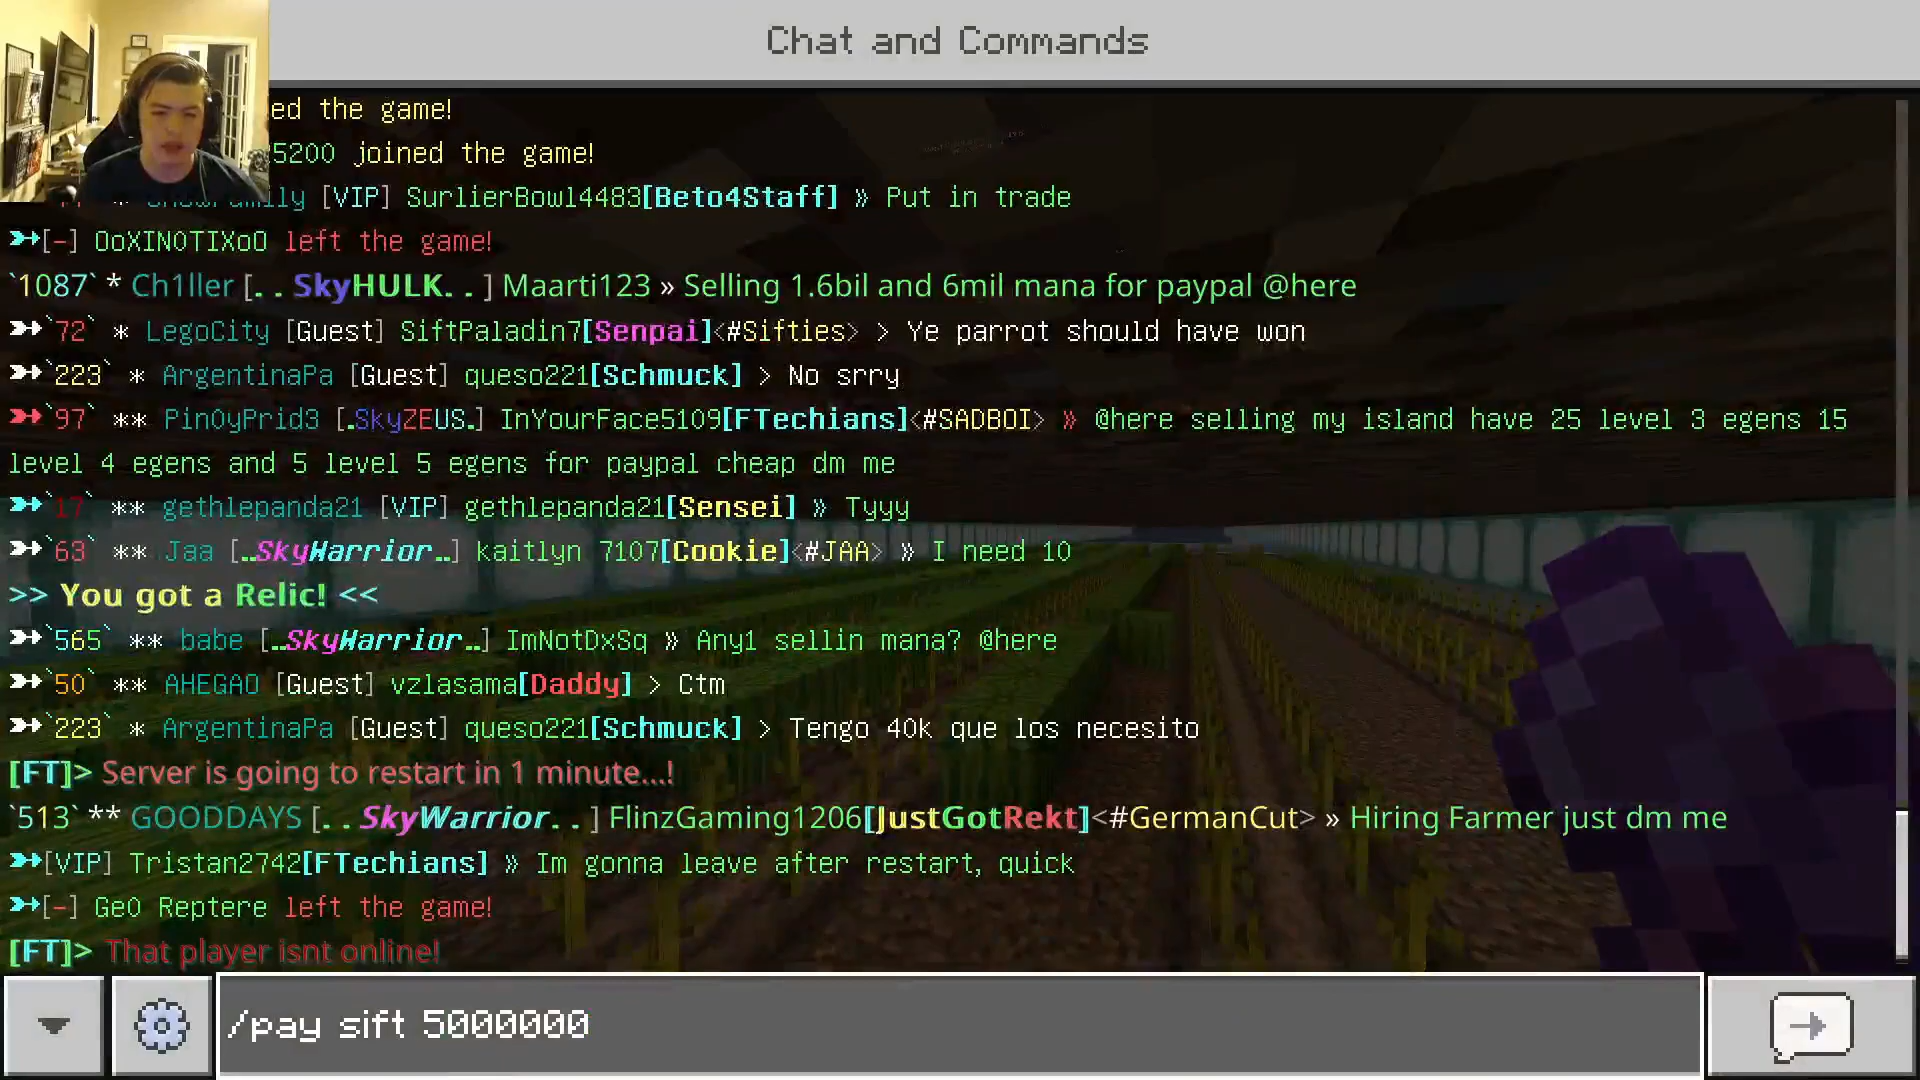 Chat and Commands
ed the game!
5200 joined the game!
[VIP] SurlierBowl4483[Beto4Staff] » Put in trade
[-] OoXINOTIXoO left the game!
`1087` * Ch1ller [. . SkyHULK. . ] Maarti123 » Selling 1.6bil and 6mil mana for paypal @here
`72` * LegoCity [Guest] SiftPaladin7[Senpai]<#Sifties> > Ye parrot should have won
`223` * ArgentinaPa [Guest] queso221[Schmuck] > No srry
`97` ** PinOyPrid3 [.SkyZEUS.] InYourFace5109[FTechians]<#SADBOI> » @here selling my island have 25 level 3 egens 15
level 4 egens and 5 level 5 egens for paypal cheap dm me
`17` ** gethlepanda21 [VIP] gethlepanda21[Sensei] » Tyyy
`63` ** Jaa [..SkyWarrior..] kaitlyn 7107[Cookie]<#JAA> » I need 10
>> You got a Relic! <<
`565` ** babe [..SkyWarrior..] ImNotDxSq » Any1 sellin mana? @here
`50` ** AHEGAO [Guest] vzlasama[Daddy] > Ctm
`223` * ArgentinaPa [Guest] queso221[Schmuck] > Tengo 40k que los necesito
[FT]> Server is going to restart in 1 minute...!
`513` ** GOODDAYS [. . SkyWarrior. . ] FlinzGaming1206[JustGotRekt]<#GermanCut> » Hiring Farmer just dm me
[VIP] Tristan2742[FTechians] » Im gonna leave after restart, quick
[-] GeO Reptere left the game!
[FT]> That player isnt online!
/pay sift 5000000